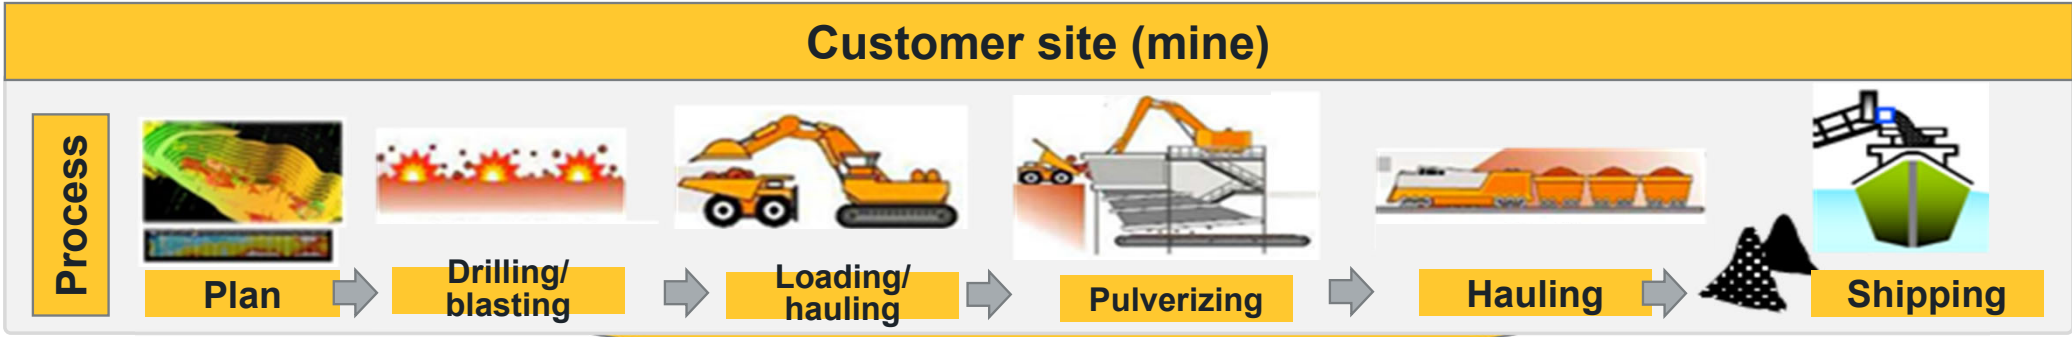 Customer site (mine)
Process
Plan
Drilling/
blasting
Loading/
hauling
Pulverizing
Hauling
Shipping